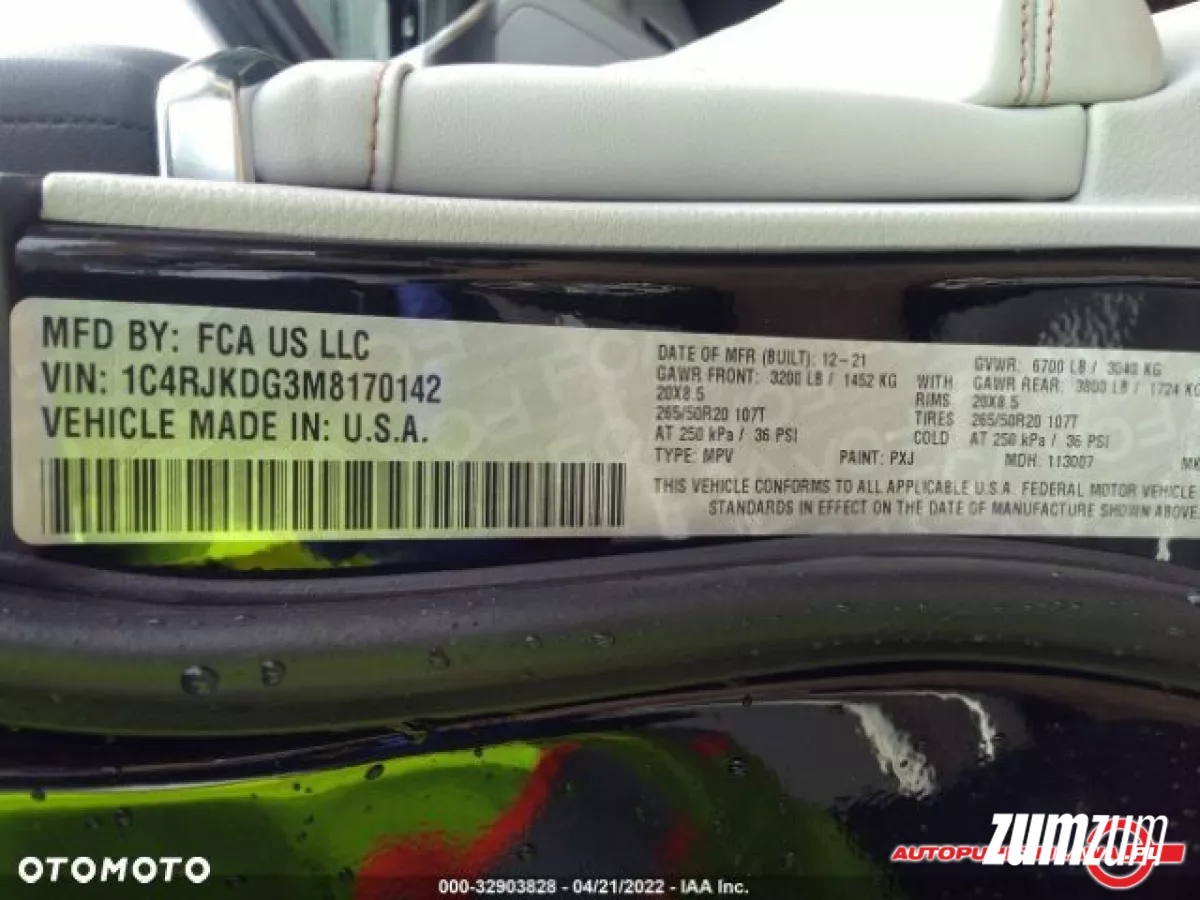 MFD BY: FCA US LLC
VIN: 1C4RJKDG3M8170142
VEHICLE MADE IN: U.S.A.
DATE OF MFR (BUILT): 12-21 GVWR: 6700 LB / 3040 KG
GAWR FRONT: 3200 LB / 1452 KG WITH GAWR REAR: 3800 LB / 1724 KG
20X8.5 RIMS 20X8.5
265/50R20 107T TIRES 265/50R20 107T
AT 250 kPa / 36 PSI COLD AT 250 kPa / 36 PSI
TYPE: MPV PAINT: PXJ MDH: 113007
THIS VEHICLE CONFORMS TO ALL APPLICABLE U.S.A. FEDERAL MOTOR VEHICLE
STANDARDS IN EFFECT ON THE DATE OF MANUFACTURE SHOWN ABOVE.
OTOMOTO
zumzum
000-32903828 - 04/21/2022 - IAA Inc.